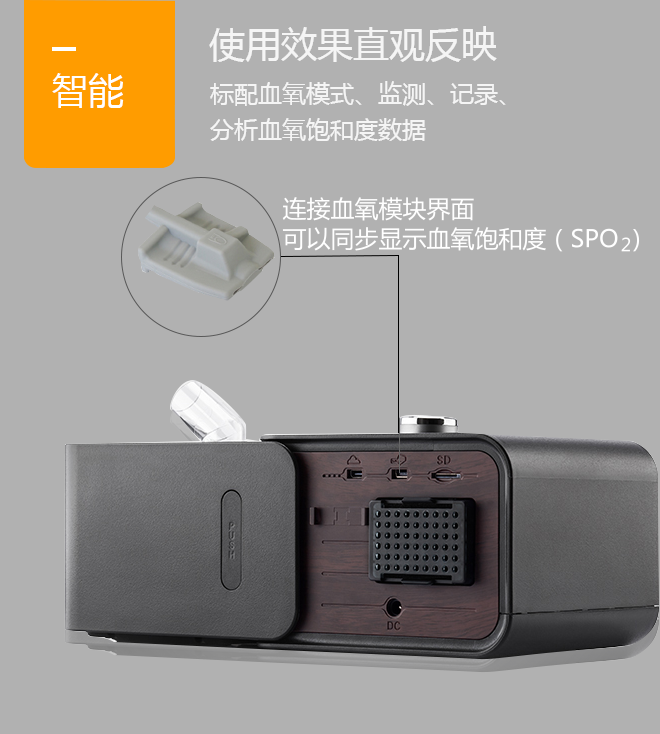 智能
使用效果直观反映
标配血氧模式、监测、记录、
分析血氧饱和度数据
连接血氧模块界面
可以同步显示血氧饱和度（SPO₂)
SD
PUSH
DC